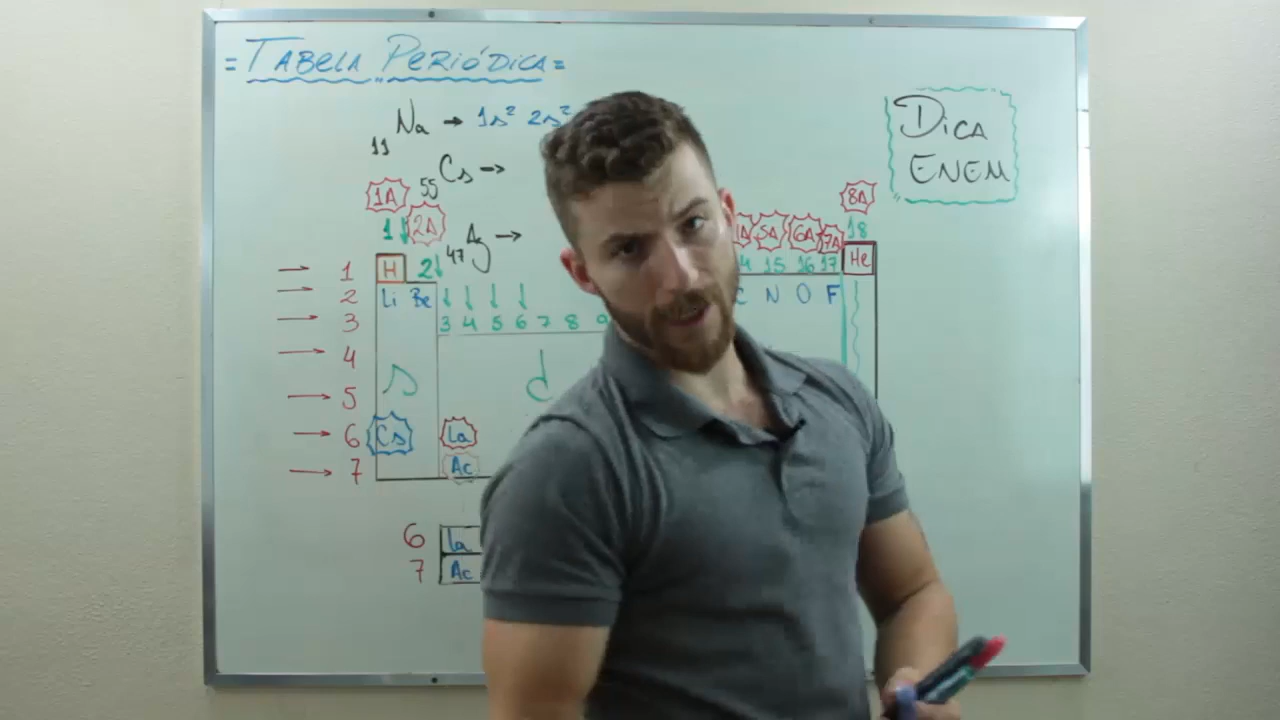 = Tabela Periódica =
Dica
Enem
11 Na → 1s² 2s²
55 Cs →
47 Ag →
1A 2A 5A 6A 7A 8A
1 2 15 16 17 18
1 H He
2 Li Be C N O F
3 3 4 5 6 7 8 9
4
5 s d
6 Cs La
7 Ac
6 La
7 Ac